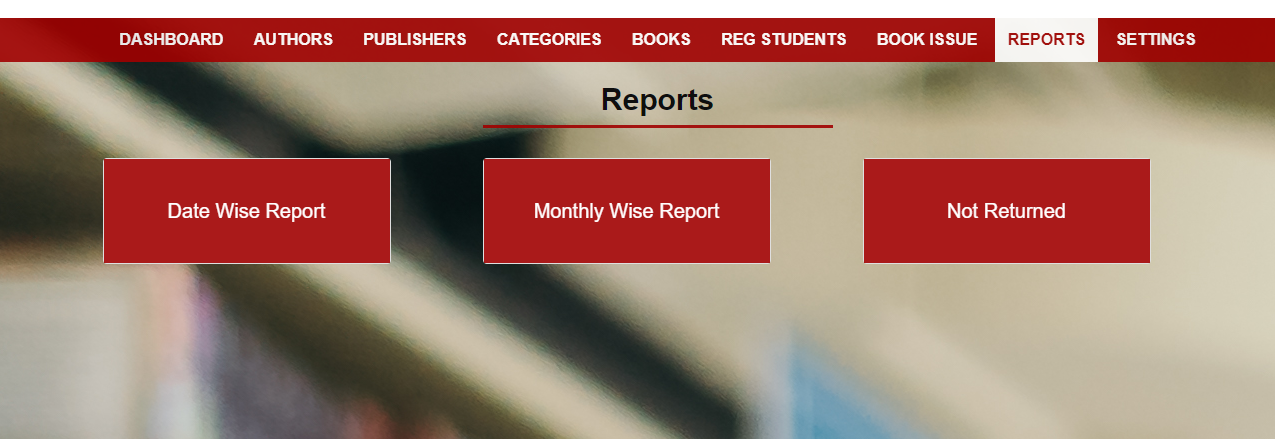 DASHBOARD AUTHORS PUBLISHERS CATEGORIES BOOKS REG STUDENTS BOOK ISSUE REPORTS SETTINGS
Reports
Date Wise Report Monthly Wise Report Not Returned